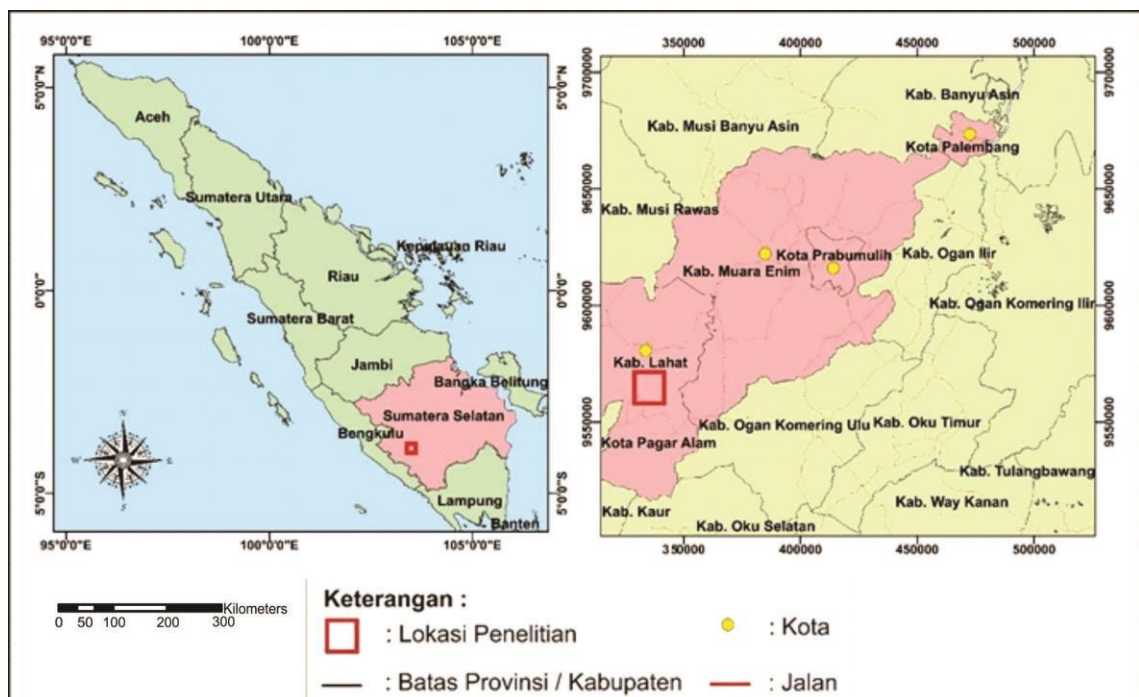 95°0'0"E 100°0'0"E 105°0'0"E
350000 400000 450000 500000
5°0'0"N
0°0'0"
5°0'0"S
Aceh
Sumatera Utara
Kepulauan Riau
Riau
Sumatera Barat
Jambi
Bangka Belitung
Sumatera Selatan
Bengkulu
Lampung
Banten
N
W E
S
5°0'0"N
0°0'0"
5°0'0"S
95°0'0"E 100°0'0"E 105°0'0"E
9700000
9650000
9600000
9550000
Kab. Banyu Asin
Kab. Musi Banyu Asin
Kota Palembang
Kab. Musi Rawas
Kota Prabumulih
Kab. Ogan Ilir
Kab. Muara Enim
Kab. Ogan Komering Ilir
Kab. Lahat
Kab. Ogan Komering Ulu
Kab. Oku Timur
Kota Pagar Alam
Kab. Tulangbawang
Kab. Way Kanan
Kab. Kaur
Kab. Oku Selatan
9700000
9650000
9600000
9550000
350000 400000 450000 500000
Kilometers
0 50 100 200 300
Keterangan :
: Lokasi Penelitian
: Kota
: Batas Provinsi / Kabupaten
: Jalan